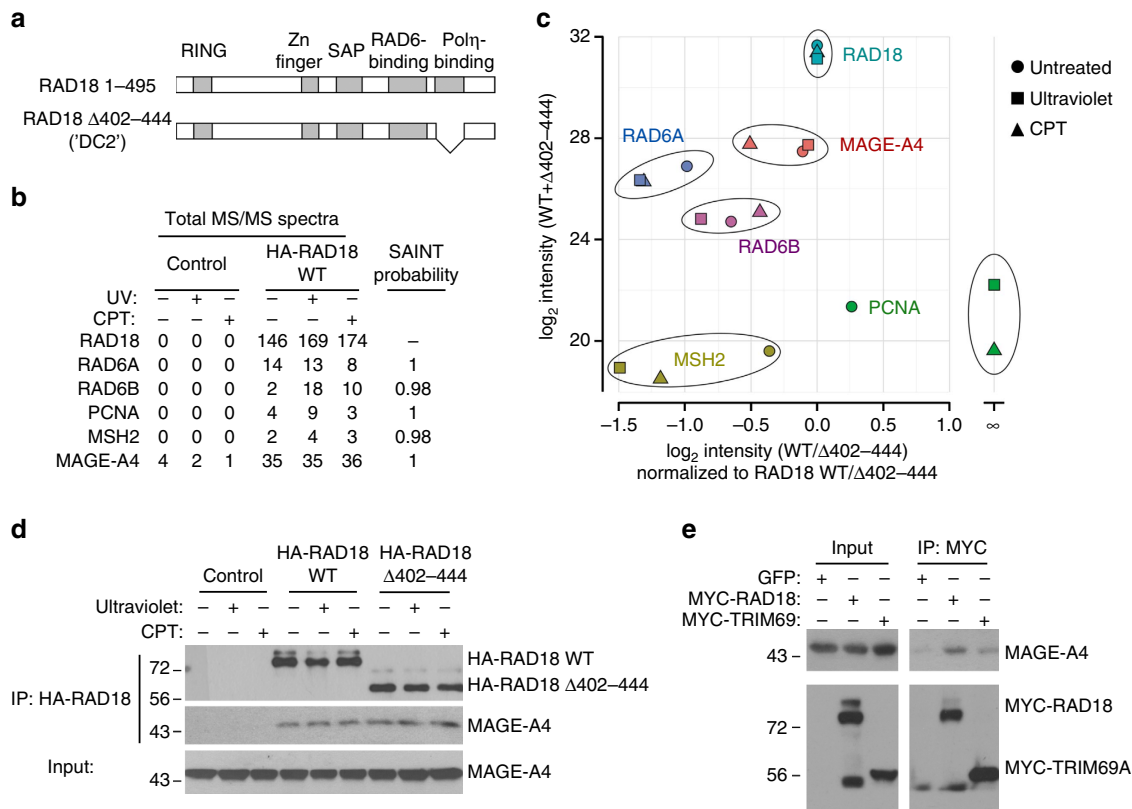 a
RING
Zn finger
SAP
RAD6-binding
Polη-binding
RAD18 1–495
RAD18 Δ402–444
('DC2')
b
Total MS/MS spectra
Control
HA-RAD18 WT
SAINT probability
UV: – + – – + –
CPT: – – + – – +
RAD18 0 0 0 146 169 174 –
RAD6A 0 0 0 14 13 8 1
RAD6B 0 0 0 2 18 10 0.98
PCNA 0 0 0 4 9 3 1
MSH2 0 0 0 2 4 3 0.98
MAGE-A4 4 2 1 35 35 36 1
c
log2 intensity (WT+Δ402–444)
32
28
24
20
RAD18
RAD6A
MAGE-A4
RAD6B
PCNA
MSH2
Untreated
Ultraviolet
CPT
–1.5 –1.0 –0.5 0.0 0.5 1.0 ∞
log2 intensity (WT/Δ402–444)
normalized to RAD18 WT/Δ402–444
d
Control
HA-RAD18 WT
HA-RAD18 Δ402–444
Ultraviolet: – + – – + – – + –
CPT: – – + – – + – – +
IP: HA-RAD18
72
56
43
HA-RAD18 WT
HA-RAD18 Δ402–444
MAGE-A4
Input:
43
MAGE-A4
e
Input
IP: MYC
GFP: + – – + – –
MYC-RAD18: – + – – + –
MYC-TRIM69: – – + – – +
43
MAGE-A4
72
56
MYC-RAD18
MYC-TRIM69A